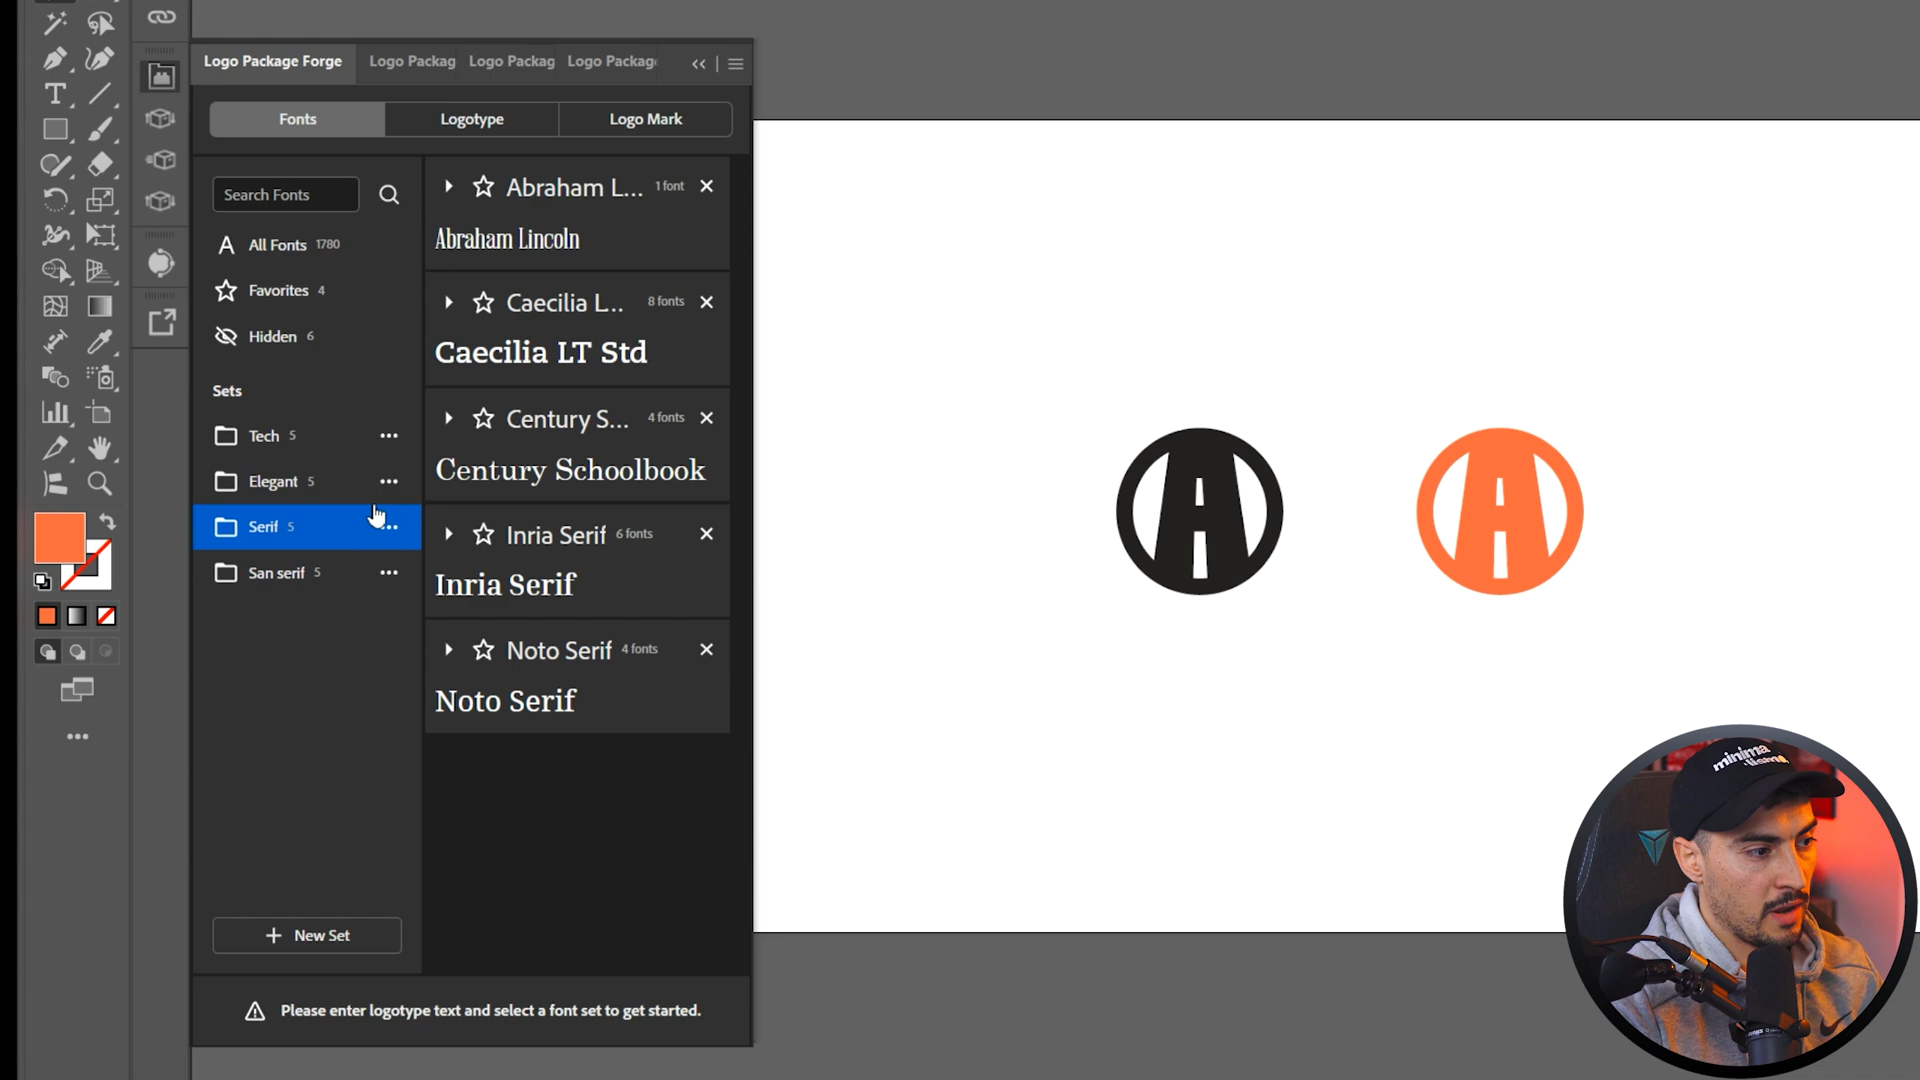 Logo Package Forge
Logo Packag
Logo Packag
Logo Package
Fonts
Logotype
Logo Mark
Search Fonts
All Fonts 1780
Favorites 4
Hidden 6
Sets
Tech 5
Elegant 5
Serif 5
San serif 5
New Set
Abraham L... 1 font
Abraham Lincoln
Caecilia L... 8 fonts
Caecilia LT Std
Century S... 4 fonts
Century Schoolbook
Inria Serif 6 fonts
Inria Serif
Noto Serif 4 fonts
Noto Serif
Please enter logotype text and select a font set to get started.
minima